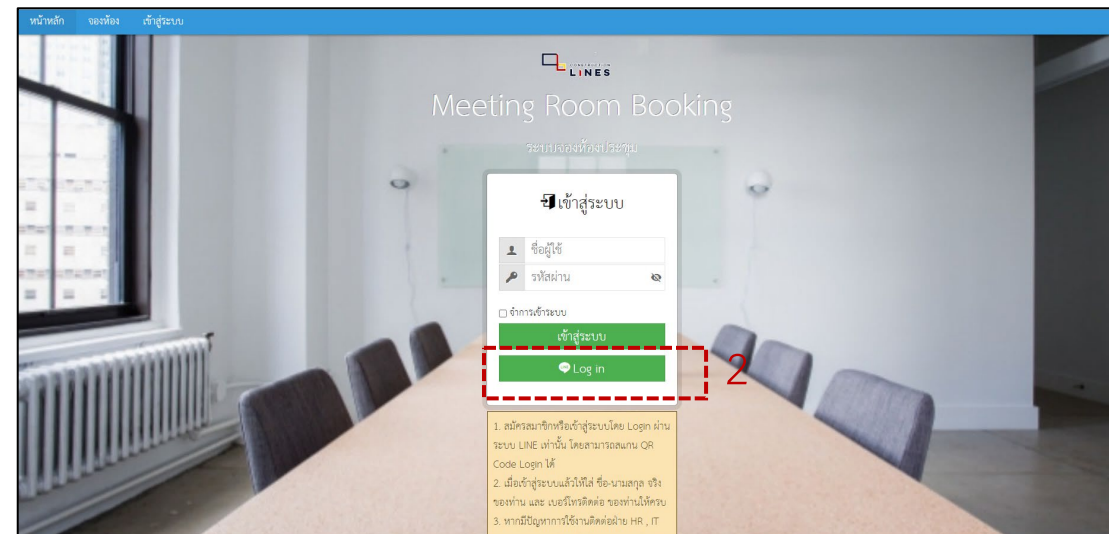 หน้าหลัก จองห้อง เข้าสู่ระบบ
CONSTRUCTION
LINES
Meeting Room Booking
ระบบจองห้องประชุม
เข้าสู่ระบบ
ชื่อผู้ใช้
รหัสผ่าน
จำการเข้าระบบ
เข้าสู่ระบบ
Log in
2
1. สมัครสมาชิกหรือเข้าสู่ระบบโดย Login ผ่าน
ระบบ LINE เท่านั้น โดยสามารถสแกน QR
Code Login ได้
2. เมื่อเข้าสู่ระบบแล้วให้ใส่ ชื่อ-นามสกุล จริง
ของท่าน และ เบอร์โทรติดต่อ ของท่านให้ครบ
3. หากมีปัญหาการใช้งานติดต่อฝ่าย HR , IT